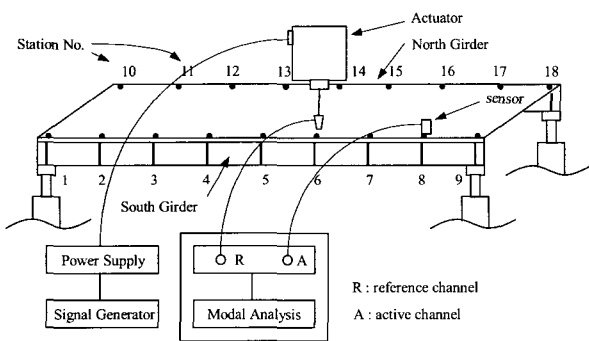 Actuator
Station No.
North Girder
10 11 12 13 14 15 16 17 18
sensor
1 2 3 4 5 6 7 8 9
South Girder
Power Supply
R A
R : reference channel
Signal Generator
Modal Analysis
A : active channel